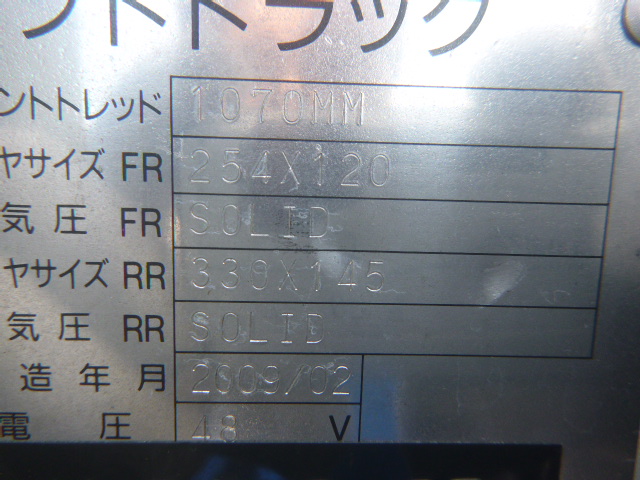 ントトラック
ントトレッド 1070MM
ヤサイズ FR 254X120
気圧 FR SOLID
ヤサイズ RR 339X145
気圧 RR SOLID
造年月 2009/02
電圧 48 V